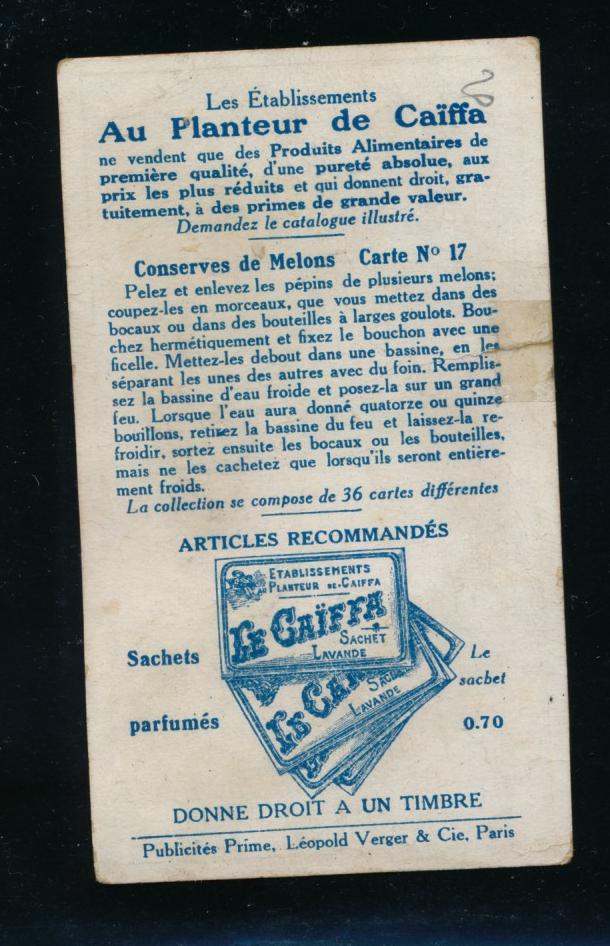 Les Établissements
Au Planteur de Caïffa
ne vendent que des Produits Alimentaires de
première qualité, d'une pureté absolue, aux
prix les plus réduits et qui donnent droit, gra-
tuitement, à des primes de grande valeur.
Demandez le catalogue illustré.
Conserves de Melons Carte Nº 17
Pelez et enlevez les pépins de plusieurs melons;
coupez-les en morceaux, que vous mettez dans des
bocaux ou dans des bouteilles à larges goulots. Bou-
chez hermétiquement et fixez le bouchon avec une
ficelle. Mettez-les debout dans une bassine, en les
séparant les unes des autres avec du foin. Remplis-
sez la bassine d'eau froide et posez-la sur un grand
feu. Lorsque l'eau aura donné quatorze ou quinze
bouillons, retirez la bassine du feu et laissez-la re-
froidir, sortez ensuite les bocaux ou les bouteilles,
mais ne les cachetez que lorsqu'ils seront entière-
ment froids.
La collection se compose de 36 cartes différentes
ARTICLES RECOMMANDÉS
ETABLISSEMENTS
PLANTEUR DE CAIFFA
LE CAÏFFA
SACHET
LAVANDE
LE CA
SAC
LAVANDE
Sachets
parfumés
Le
sachet
0.70
DONNE DROIT A UN TIMBRE
Publicités Prime, Léopold Verger & Cie, Paris